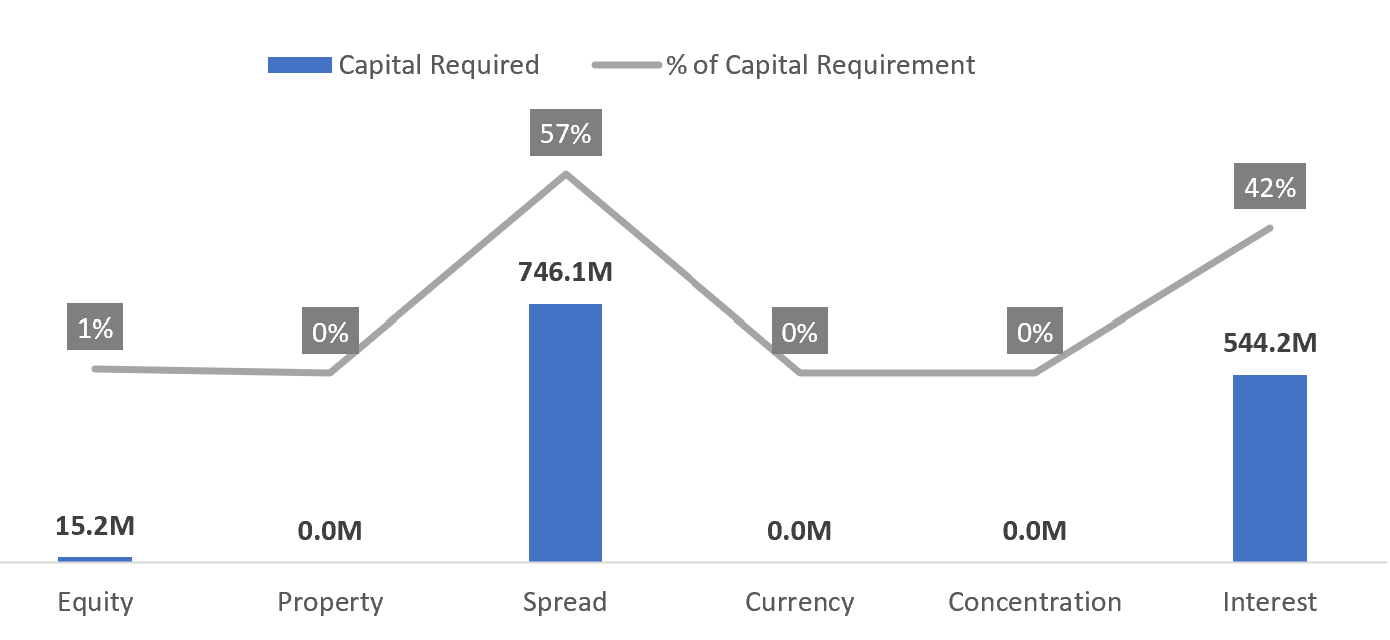 Capital Required % of Capital Requirement
57%
42%
746.1M
1% 0% 0% 0%
544.2M
15.2M 0.0M 0.0M 0.0M
Equity Property Spread Currency Concentration Interest